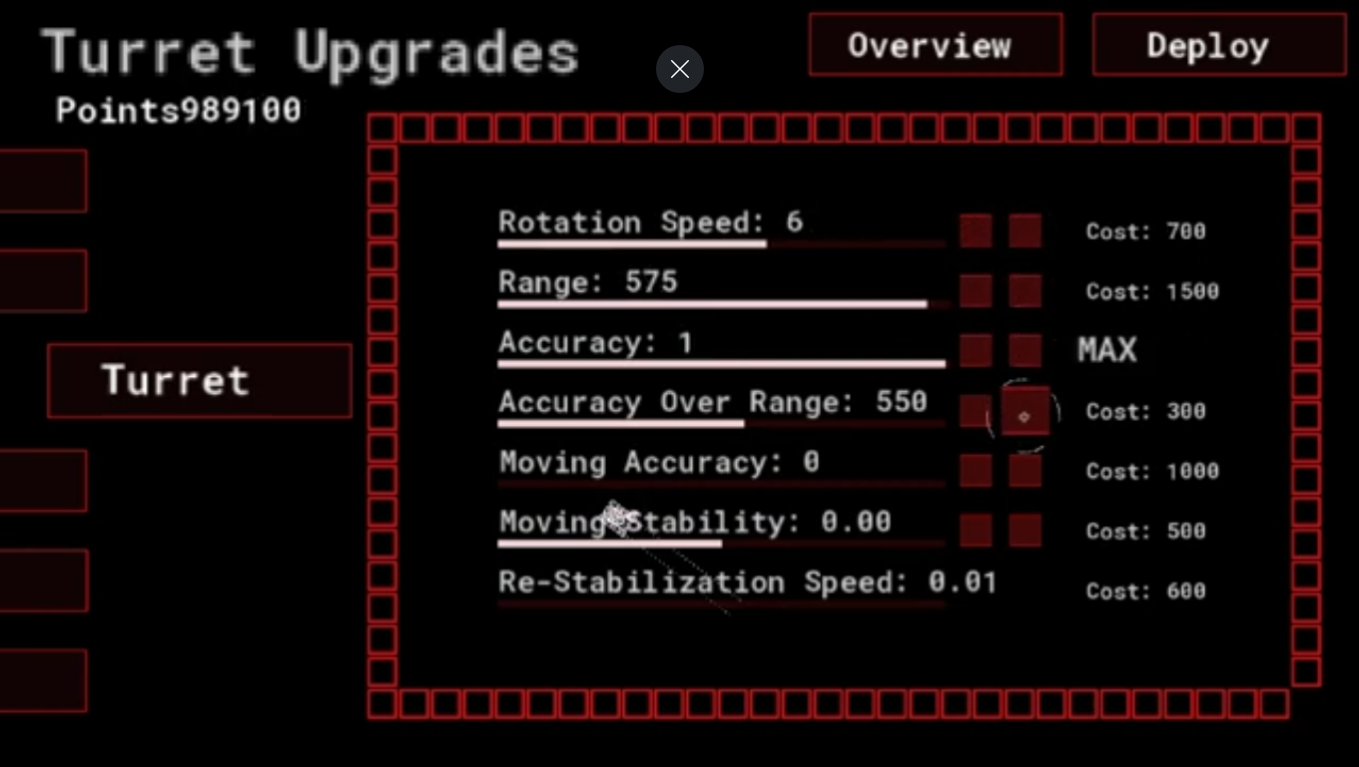 Turret Upgrades
Overview
Deploy
Points989100
Turret
Rotation Speed: 6
Cost: 700
Range: 575
Cost: 1500
Accuracy: 1
MAX
Accuracy Over Range: 550
Cost: 300
Moving Accuracy: 0
Cost: 1000
Moving Stability: 0.00
Cost: 500
Re-Stabilization Speed: 0.01
Cost: 600